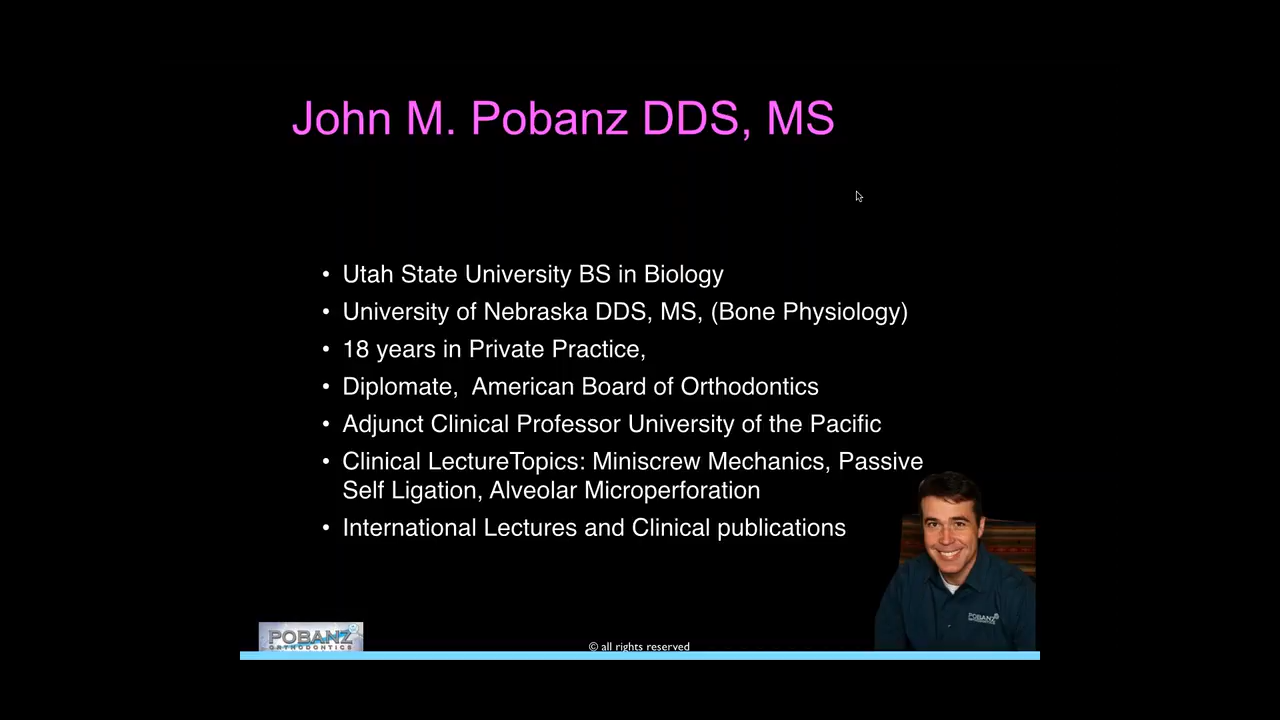 John M. Pobanz DDS, MS
• Utah State University BS in Biology
• University of Nebraska DDS, MS, (Bone Physiology)
• 18 years in Private Practice,
• Diplomate,  American Board of Orthodontics
• Adjunct Clinical Professor University of the Pacific
• Clinical LectureTopics: Miniscrew Mechanics, Passive
Self Ligation, Alveolar Microperforation
• International Lectures and Clinical publications
POBANZ
ORTHODONTICS
POBANZ
ORTHODONTICS
© all rights reserved